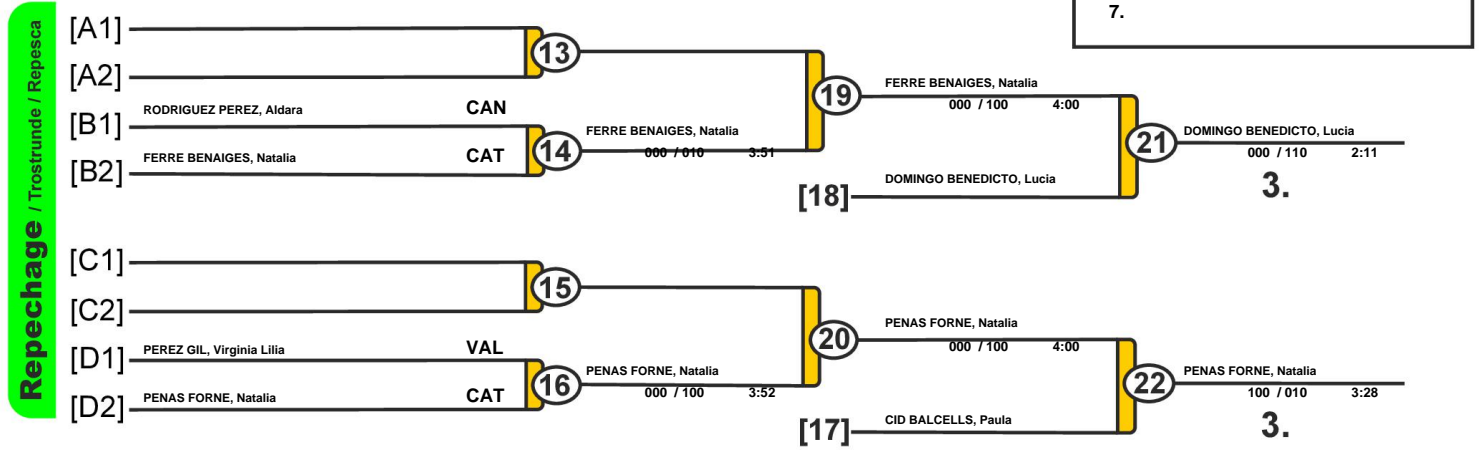 Repechage / Trostrunde / Repesca
7.
[A1]
13
[A2]
19
FERRE BENAIGES, Natalia
000 / 100 4:00
[B1] RODRIGUEZ PEREZ, Aldara CAN
14
FERRE BENAIGES, Natalia
000 / 010 3:51
[B2] FERRE BENAIGES, Natalia CAT
21
DOMINGO BENEDICTO, Lucia
000 / 110 2:11
3.
[18] DOMINGO BENEDICTO, Lucia
[C1]
15
[C2]
20
PENAS FORNE, Natalia
000 / 100 4:00
[D1] PEREZ GIL, Virginia Lilia VAL
16
PENAS FORNE, Natalia
000 / 100 3:52
[D2] PENAS FORNE, Natalia CAT
22
PENAS FORNE, Natalia
100 / 010 3:28
3.
[17] CID BALCELLS, Paula